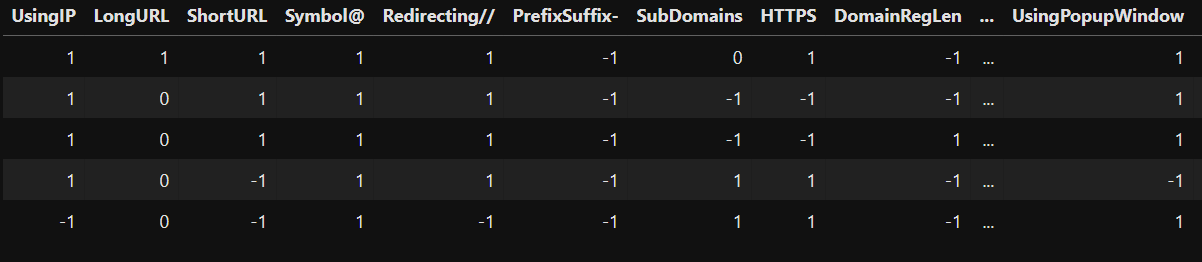 UsingIP LongURL ShortURL Symbol@ Redirecting// PrefixSuffix- SubDomains HTTPS DomainRegLen ... UsingPopupWindow
1 1 1 1 1 -1 0 1 -1 ... 1
1 0 1 1 1 -1 -1 -1 -1 ... 1
1 0 1 1 1 -1 -1 -1 1 ... 1
1 0 -1 1 1 -1 1 1 -1 ... -1
-1 0 -1 1 -1 -1 1 1 -1 ... 1